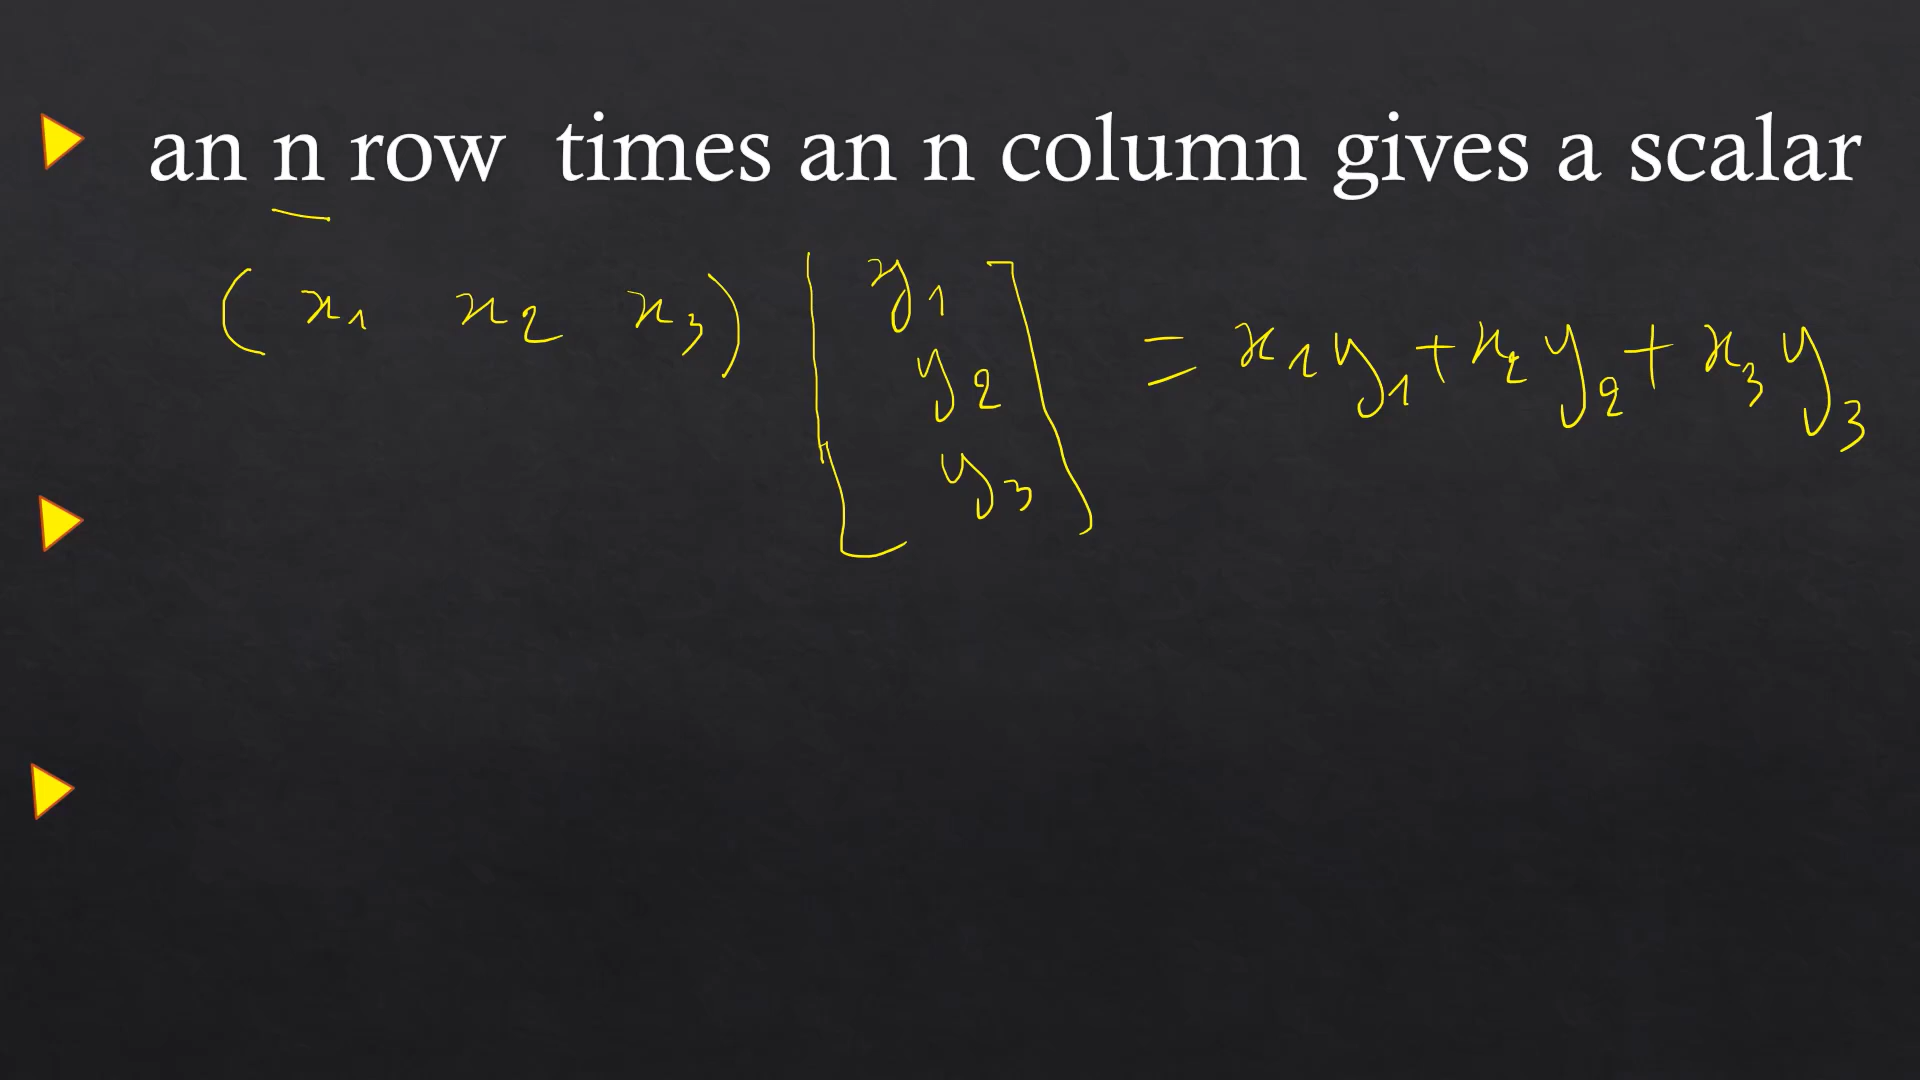 an n row times an n column gives a scalar
(x1 x2 x3) [y1 y2 y3] = x1y1+x2y2+x3y3